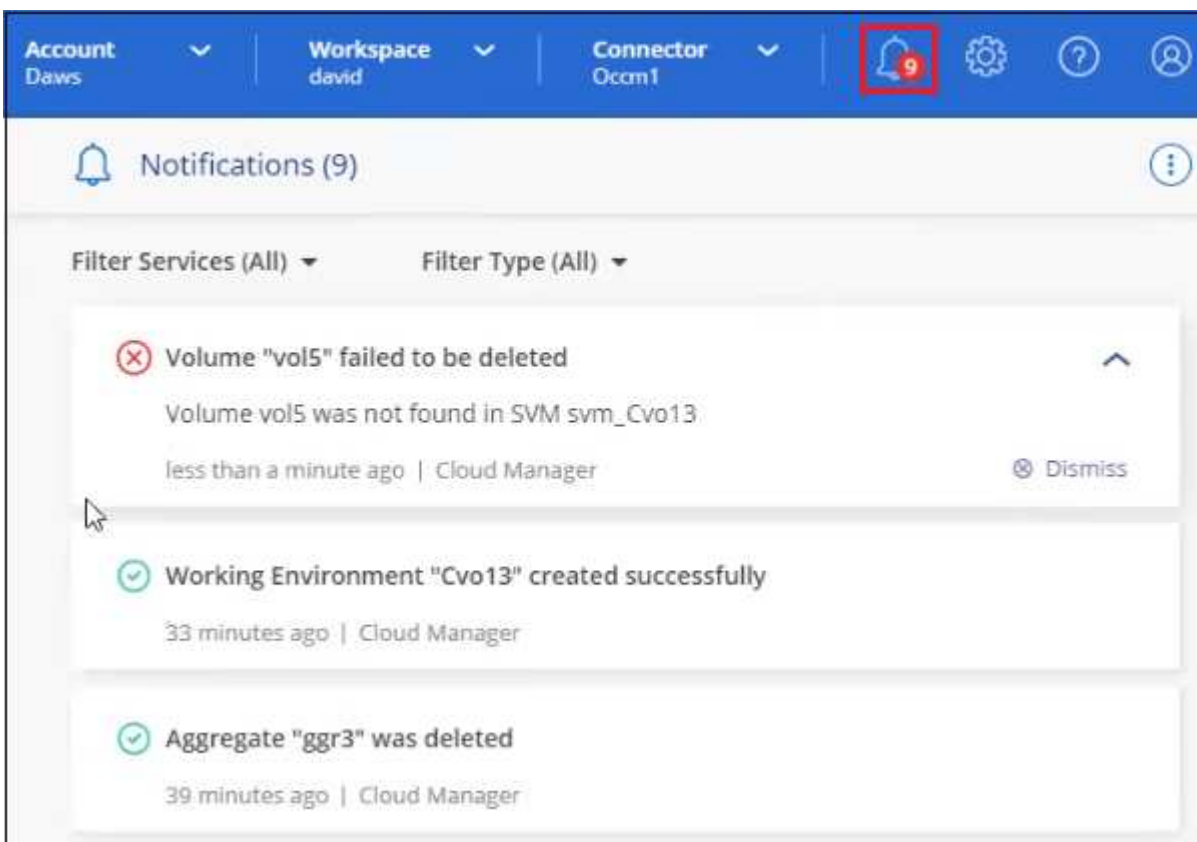 Account
Daws
Workspace
david
Connector
Occm1
9
Notifications (9)
Filter Services (All)
Filter Type (All)
Volume "vol5" failed to be deleted
Volume vol5 was not found in SVM svm_Cvo13
less than a minute ago | Cloud Manager
Dismiss
Working Environment "Cvo13" created successfully
33 minutes ago | Cloud Manager
Aggregate "ggr3" was deleted
39 minutes ago | Cloud Manager